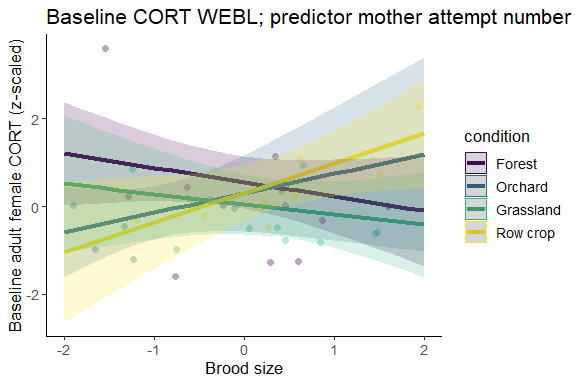 Baseline CORT WEBL; predictor mother attempt number
Baseline adult female CORT (z-scaled)
2
0
-2
-2
-1
0
1
2
Brood size
condition
Forest
Orchard
Grassland
Row crop